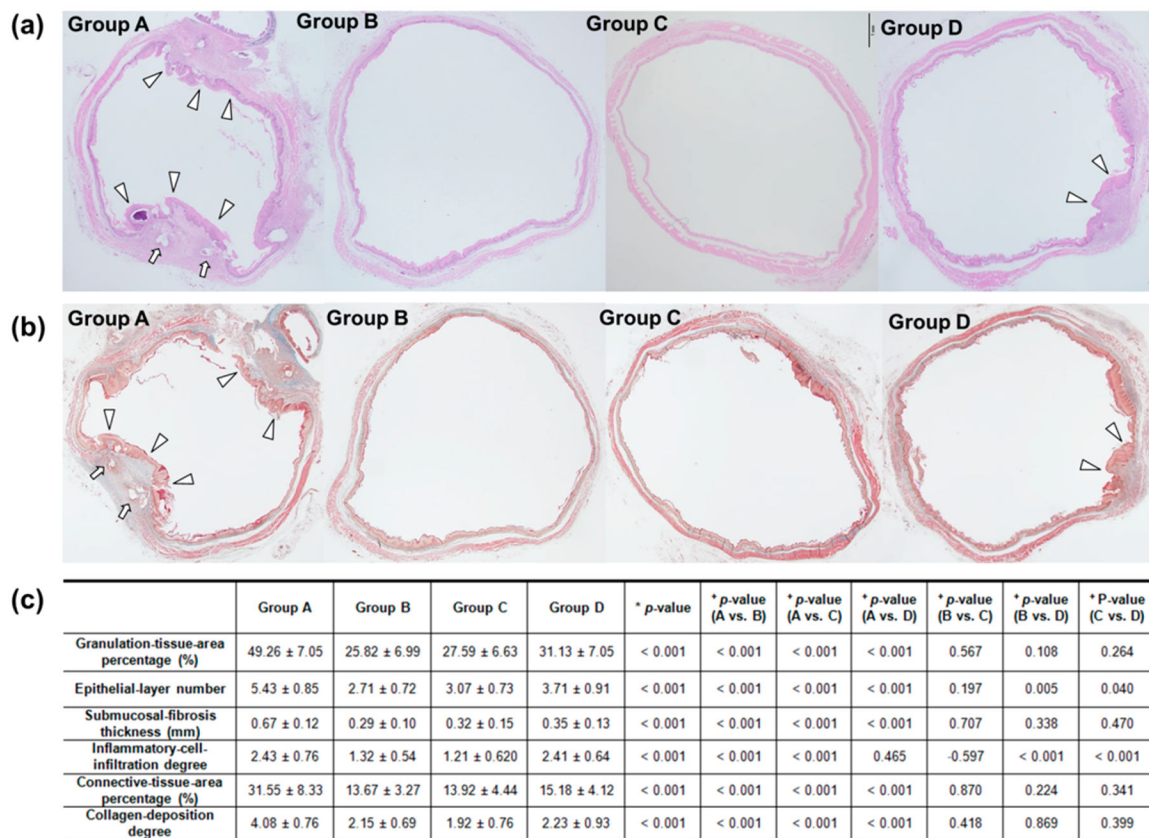 (a)
Group A
Group B
Group C
Group D
(b)
Group A
Group B
Group C
Group D
(c)
Group A Group B Group C Group D * p-value + p-value (A vs. B) + p-value (A vs. C) + p-value (A vs. D) + p-value (B vs. C) + p-value (B vs. D) + P-value (C vs. D)
Granulation-tissue-area percentage (%) 49.26 ± 7.05 25.82 ± 6.99 27.59 ± 6.63 31.13 ± 7.05 < 0.001 < 0.001 < 0.001 < 0.001 0.567 0.108 0.264
Epithelial-layer number 5.43 ± 0.85 2.71 ± 0.72 3.07 ± 0.73 3.71 ± 0.91 < 0.001 < 0.001 < 0.001 < 0.001 0.197 0.005 0.040
Submucosal-fibrosis thickness (mm) 0.67 ± 0.12 0.29 ± 0.10 0.32 ± 0.15 0.35 ± 0.13 < 0.001 < 0.001 < 0.001 < 0.001 0.707 0.338 0.470
Inflammatory-cell-infiltration degree 2.43 ± 0.76 1.32 ± 0.54 1.21 ± 0.620 2.41 ± 0.64 < 0.001 < 0.001 < 0.001 0.465 -0.597 < 0.001 < 0.001
Connective-tissue-area percentage (%) 31.55 ± 8.33 13.67 ± 3.27 13.92 ± 4.44 15.18 ± 4.12 < 0.001 < 0.001 < 0.001 < 0.001 0.870 0.224 0.341
Collagen-deposition degree 4.08 ± 0.76 2.15 ± 0.69 1.92 ± 0.76 2.23 ± 0.93 < 0.001 < 0.001 < 0.001 < 0.001 0.418 0.869 0.399